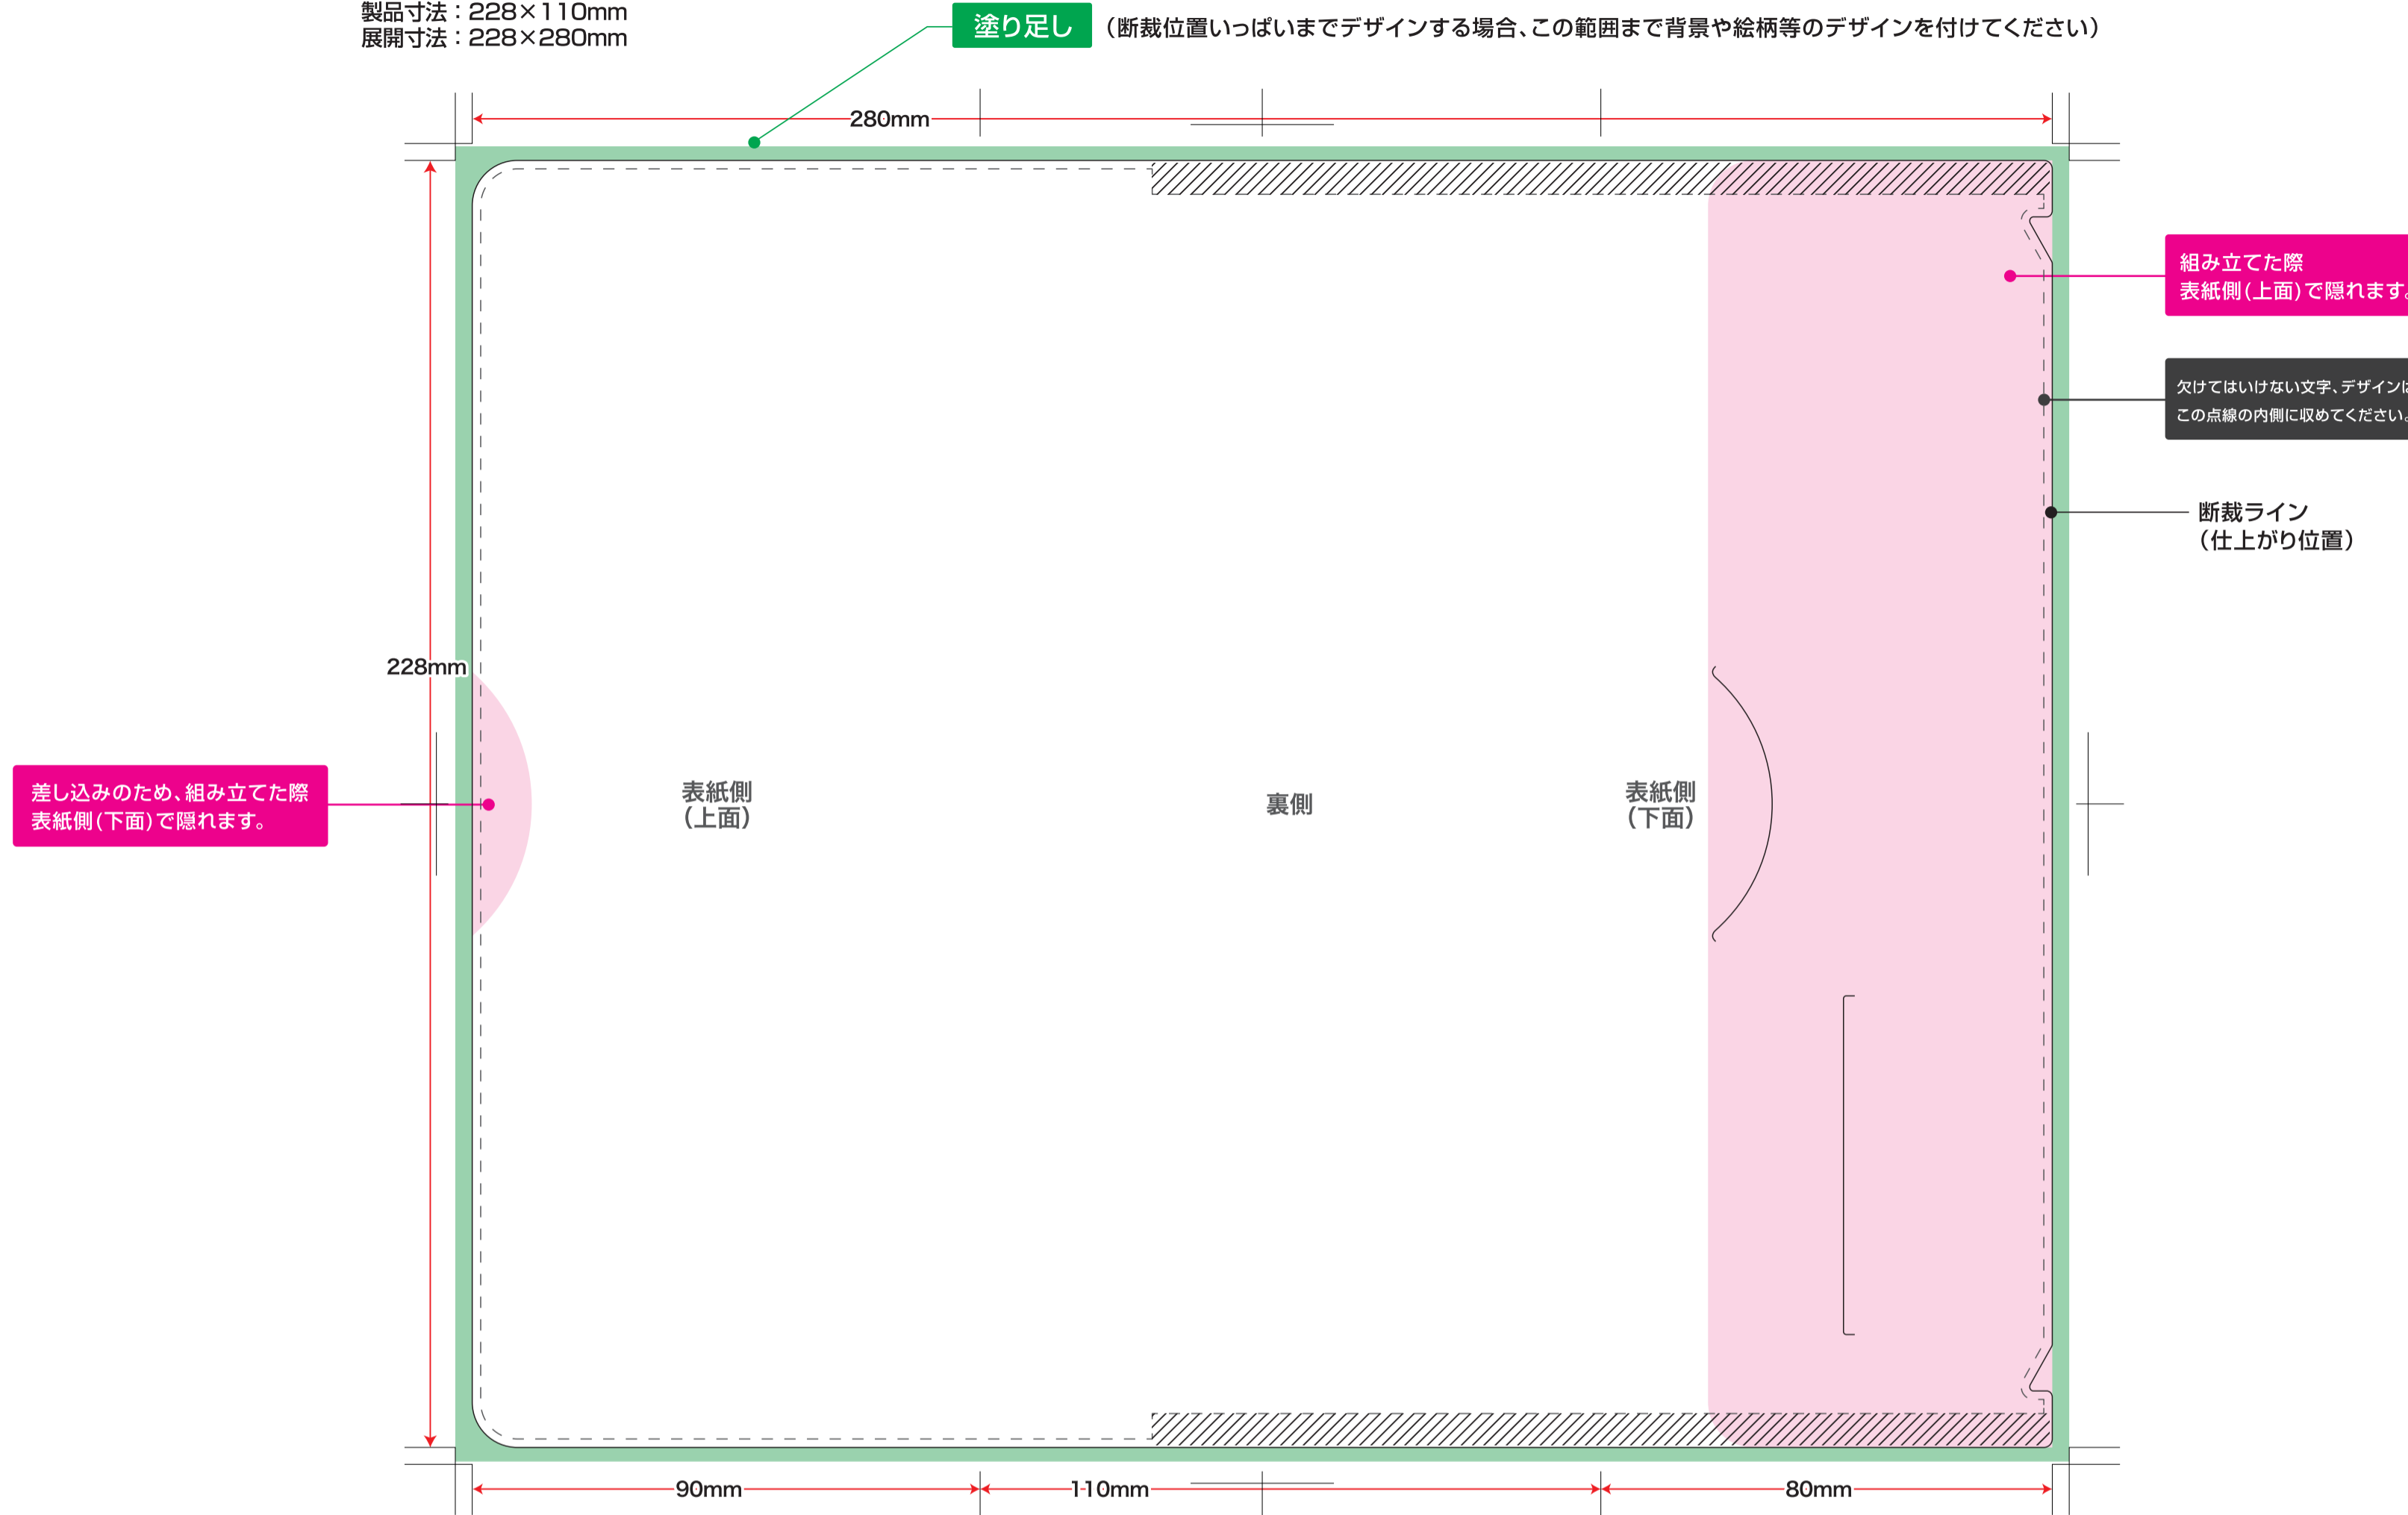 製品寸法：228×110mm
展開寸法：228×280mm
塗り足し
（断裁位置いっぱいまでデザインする場合、この範囲まで背景や絵柄等のデザインを付けてください）
280mm
組み立てた際
表紙側（上面）で隠れます。
欠けてはいけない文字、デザインは
この点線の内側に収めてください。
断裁ライン
（仕上がり位置）
228mm
差し込みのため、組み立てた際
表紙側（下面）で隠れます。
表紙側
（上面）
裏側
表紙側
（下面）
90mm
110mm
80mm